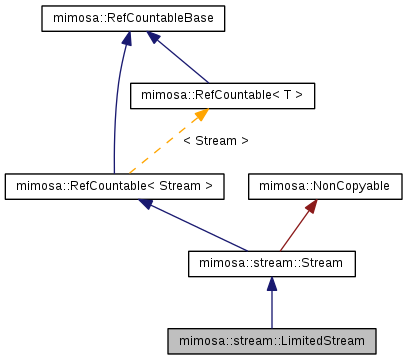 mimosa::RefCountableBase
mimosa::RefCountable< T >
< Stream >
mimosa::RefCountable< Stream >
mimosa::NonCopyable
mimosa::stream::Stream
mimosa::stream::LimitedStream